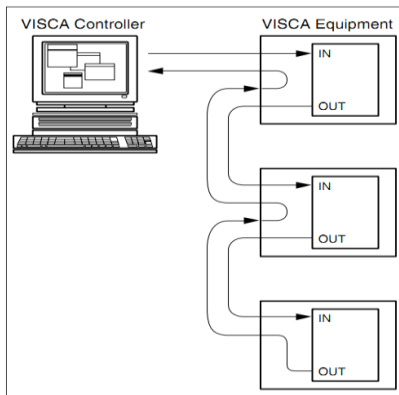 VISCA Controller
VISCA Equipment
IN
OUT
IN
OUT
IN
OUT